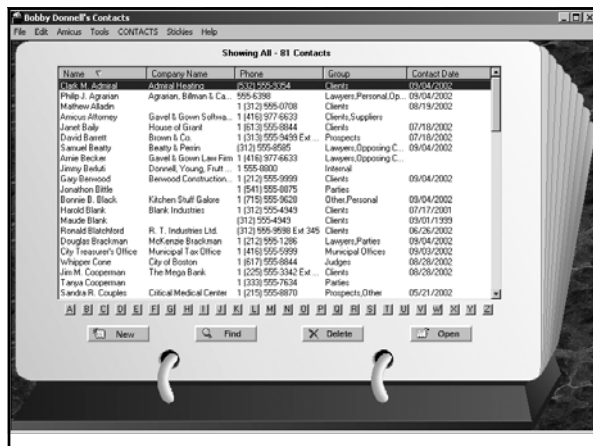 Bobby Donnell's Contacts
File Edit Amicus Tools CONTACTS Stickies Help
Showing All - 81 Contacts
Name Company Name Phone Group Contact Date
Clark M. Admiral Admiral Heating (532) 555-9354 Clients 09/04/2002
Philip J. Agrarian Agrarian, Billman & Ca... 555-6398 Lawyers,Personal,Op... 09/04/2002
Mathew Alladin 1 (312) 555-0708 Clients 08/19/2002
Amicus Attorney Gavel & Gown Softwa... 1 (416) 977-6633 Clients,Suppliers
Janet Baily House of Grant 1 (613) 555-8844 Clients 07/18/2002
David Barrett Brown & Co. 1 (313) 555-9499 Ext ... Prospects 07/18/2002
Samuel Beatty Beatty & Perrin (312) 555-8585 Lawyers,Opposing C... 09/04/2002
Arnie Becker Gavel & Gown Law Firm 1 (416) 977-6633 Lawyers,Opposing C...
Jimmy Beduti Donnell, Young, Frutt ... 1 555-8800 Internal
Gary Benwood Benwood Construction... 1 (212) 555-9999 Clients 09/04/2002
Jonathon Bittle 1 (541) 555-8875 Parties
Bonnie B. Black Kitchen Stuff Galore 1 (715) 555-9628 Other,Personal 09/04/2002
Harold Blank Blank Industries 1 (312) 555-4949 Clients 07/17/2001
Maude Blank (312) 555-4949 Clients 09/01/1999
Ronald Blatchford R. T. Industries Ltd. (312) 555-9598 Ext 345 Clients 06/26/2002
Douglas Brackman McKenzie Brackman 1 (212) 555-1286 Lawyers,Parties 09/04/2002
City Treasurer's Office Municipal Tax Office 1 (416) 555-5999 Municipal Offices 09/03/2002
Whipper Cone City of Boston 1 (617) 555-8844 Judges 08/28/2002
Jim M. Cooperman The Mega Bank 1 (225) 555-3342 Ext ... Clients 08/28/2002
Tanya Cooperman 1 (333) 555-7634 Parties
Sandra R. Couples Critical Medical Center 1 (215) 555-8870 Prospects,Other 05/21/2002
A B C D E F G H I J K L M N O P Q R S T U V W X Y Z
New Find Delete Open